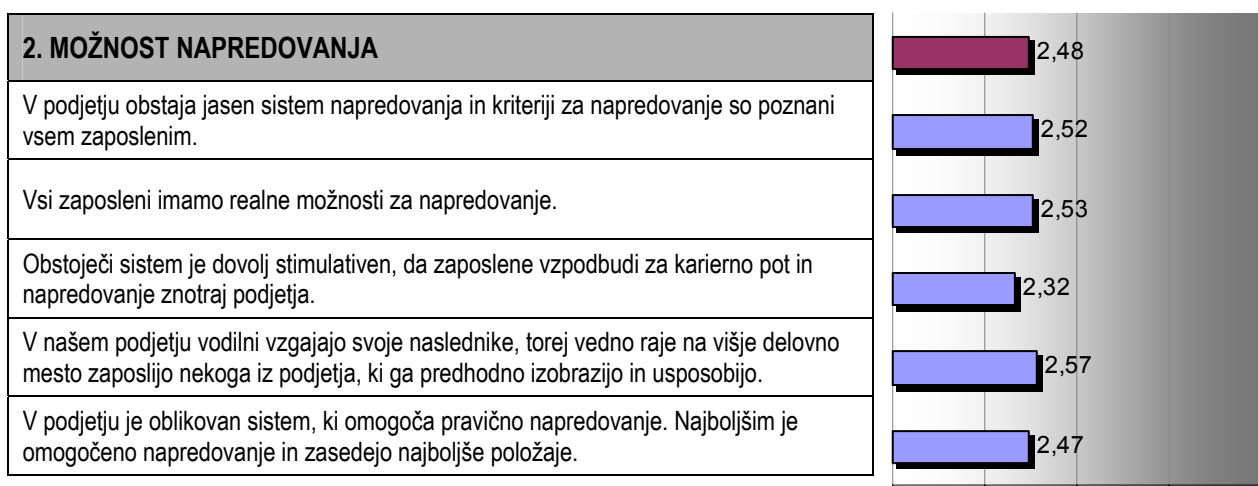 2. MOŽNOST NAPREDOVANJA
2,48
V podjetju obstaja jasen sistem napredovanja in kriteriji za napredovanje so poznani
vsem zaposlenim.
2,52
Vsi zaposleni imamo realne možnosti za napredovanje.
2,53
Obstoječi sistem je dovolj stimulativen, da zaposlene vzpodbudi za karierno pot in
napredovanje znotraj podjetja.
2,32
V našem podjetju vodilni vzgajajo svoje naslednike, torej vedno raje na višje delovno
mesto zaposlijo nekoga iz podjetja, ki ga predhodno izobrazijo in usposobijo.
2,57
V podjetju je oblikovan sistem, ki omogoča pravično napredovanje. Najboljšim je
omogočeno napredovanje in zasedejo najboljše položaje.
2,47